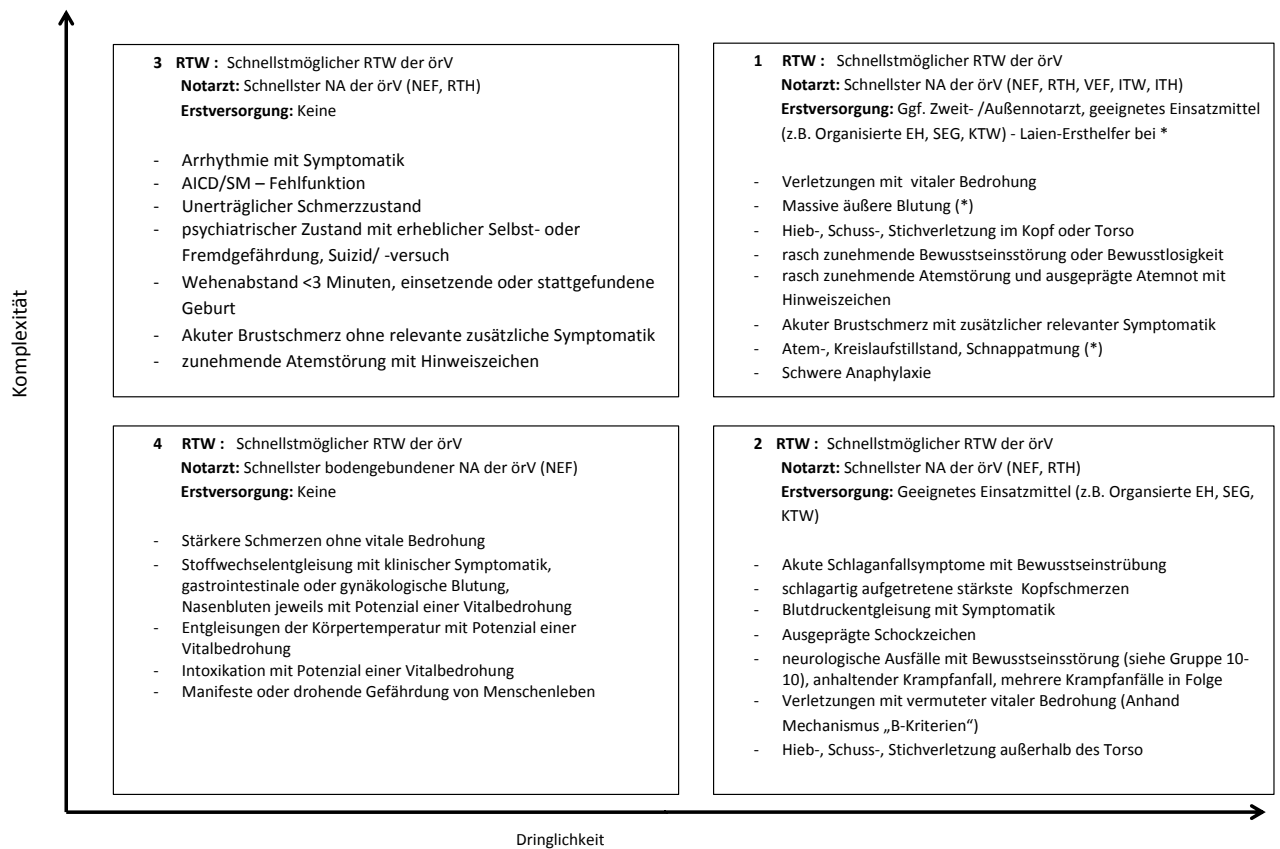 Komplexität
3 RTW : Schnellstmöglicher RTW der örV
Notarzt: Schnellster NA der örV (NEF, RTH)
Erstversorgung: Keine
- Arrhythmie mit Symptomatik
- AICD/SM – Fehlfunktion
- Unerträglicher Schmerzzustand
- psychiatrischer Zustand mit erheblicher Selbst- oder
Fremdgefährdung, Suizid/ -versuch
- Wehenabstand <3 Minuten, einsetzende oder stattgefundene
Geburt
- Akuter Brustschmerz ohne relevante zusätzliche Symptomatik
- zunehmende Atemstörung mit Hinweiszeichen
1 RTW : Schnellstmöglicher RTW der örV
Notarzt: Schnellster NA der örV (NEF, RTH, VEF, ITW, ITH)
Erstversorgung: Ggf. Zweit- /Außennotarzt, geeignetes Einsatzmittel
(z.B. Organisierte EH, SEG, KTW) - Laien-Ersthelfer bei *
- Verletzungen mit vitaler Bedrohung
- Massive äußere Blutung (*)
- Hieb-, Schuss-, Stichverletzung im Kopf oder Torso
- rasch zunehmende Bewusstseinsstörung oder Bewusstlosigkeit
- rasch zunehmende Atemstörung und ausgeprägte Atemnot mit
Hinweiszeichen
- Akuter Brustschmerz mit zusätzlicher relevanter Symptomatik
- Atem-, Kreislaufstillstand, Schnappatmung (*)
- Schwere Anaphylaxie
4 RTW : Schnellstmöglicher RTW der örV
Notarzt: Schnellster bodengebundener NA der örV (NEF)
Erstversorgung: Keine
- Stärkere Schmerzen ohne vitale Bedrohung
- Stoffwechselentgleisung mit klinischer Symptomatik,
gastrointestinale oder gynäkologische Blutung,
Nasenbluten jeweils mit Potenzial einer Vitalbedrohung
- Entgleisungen der Körpertemperatur mit Potenzial einer
Vitalbedrohung
- Intoxikation mit Potenzial einer Vitalbedrohung
- Manifeste oder drohende Gefährdung von Menschenleben
2 RTW : Schnellstmöglicher RTW der örV
Notarzt: Schnellster NA der örV (NEF, RTH)
Erstversorgung: Geeignetes Einsatzmittel (z.B. Organsierte EH, SEG,
KTW)
- Akute Schlaganfallsymptome mit Bewusstseinstrübung
- schlagartig aufgetretene stärkste Kopfschmerzen
- Blutdruckentgleisung mit Symptomatik
- Ausgeprägte Schockzeichen
- neurologische Ausfälle mit Bewusstseinsstörung (siehe Gruppe 10-
10), anhaltender Krampfanfall, mehrere Krampfanfälle in Folge
- Verletzungen mit vermuteter vitaler Bedrohung (Anhand
Mechanismus „B-Kriterien“)
- Hieb-, Schuss-, Stichverletzung außerhalb des Torso
Dringlichkeit